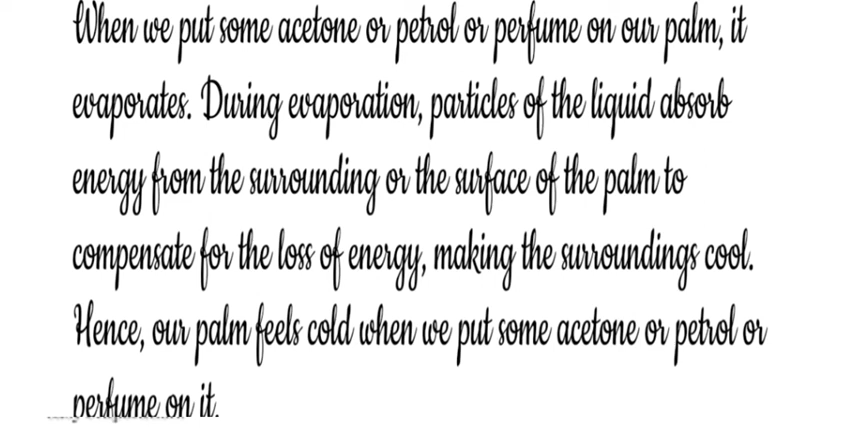 When we put some acetone or petrol or perfume on our palm, it
evaporates. During evaporation, particles of the liquid absorb
energy from the surrounding or the surface of the palm to
compensate for the loss of energy, making the surroundings cool.
Hence, our palm feels cold when we put some acetone or petrol or
perfume on it.